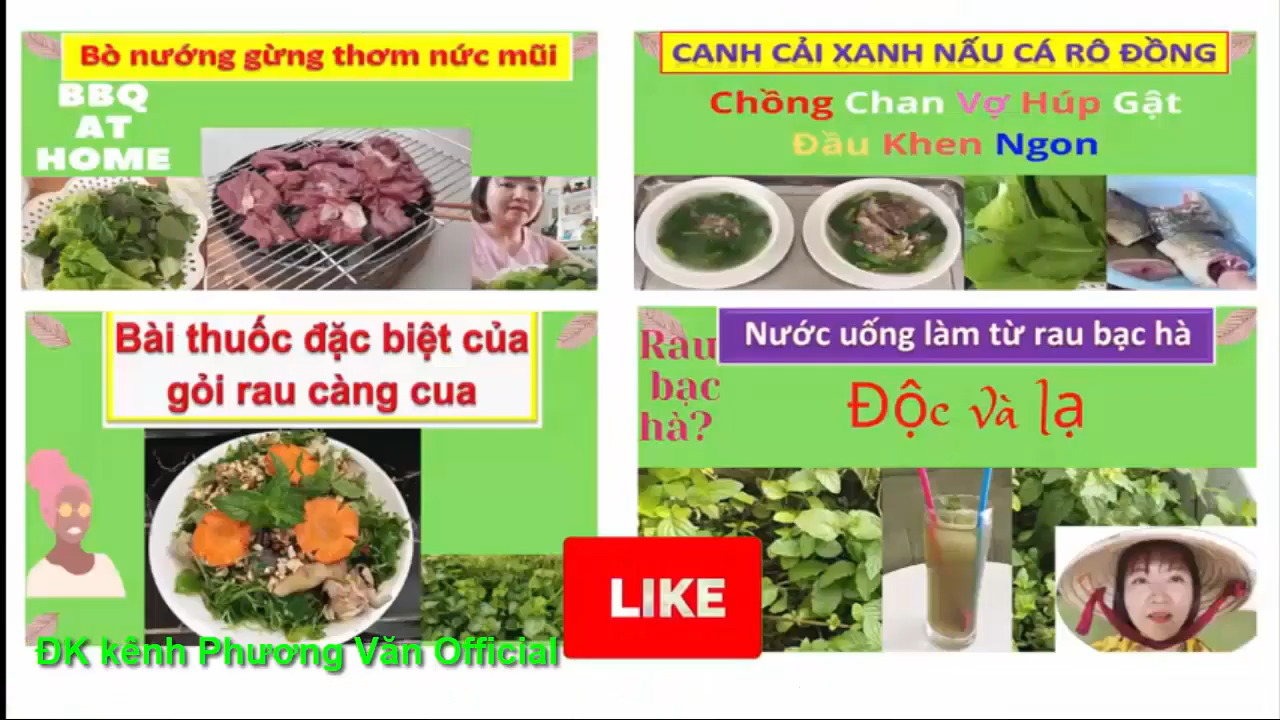 Bò nướng gừng thơm nức mũi
BBQ
AT
HOME
CANH CẢI XANH NẤU CÁ RÔ ĐỒNG
Chồng Chan Vợ Húp Gật
Đầu Khen Ngon
Bài thuốc đặc biệt của
gỏi rau càng cua
Nước uống làm từ rau bạc hà
Rau
bạc
hà?
Độc và lạ
LIKE
ĐK kênh Phương Văn Official